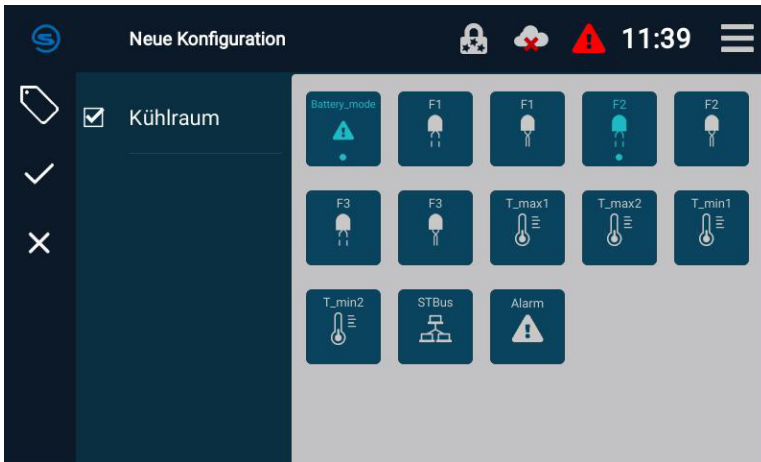 Neue Konfiguration
11:39
Kühlraum
Battery_mode
F1
F1
F2
F2
F3
F3
T_max1
T_max2
T_min1
T_min2
STBus
Alarm